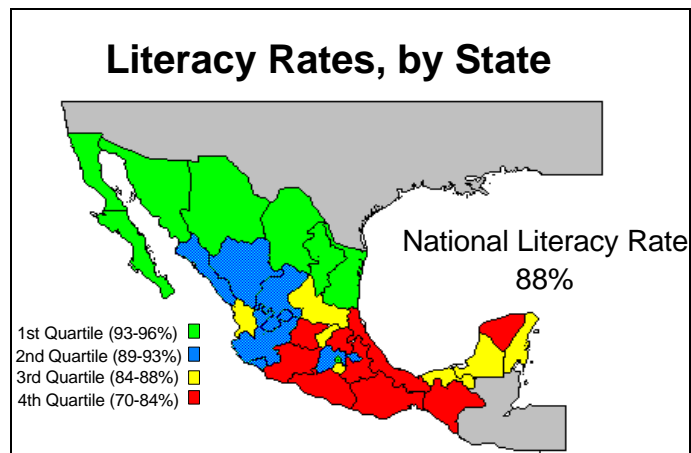 Literacy Rates, by State
National Literacy Rate
88%
1st Quartile (93-96%)
2nd Quartile (89-93%)
3rd Quartile (84-88%)
4th Quartile (70-84%)